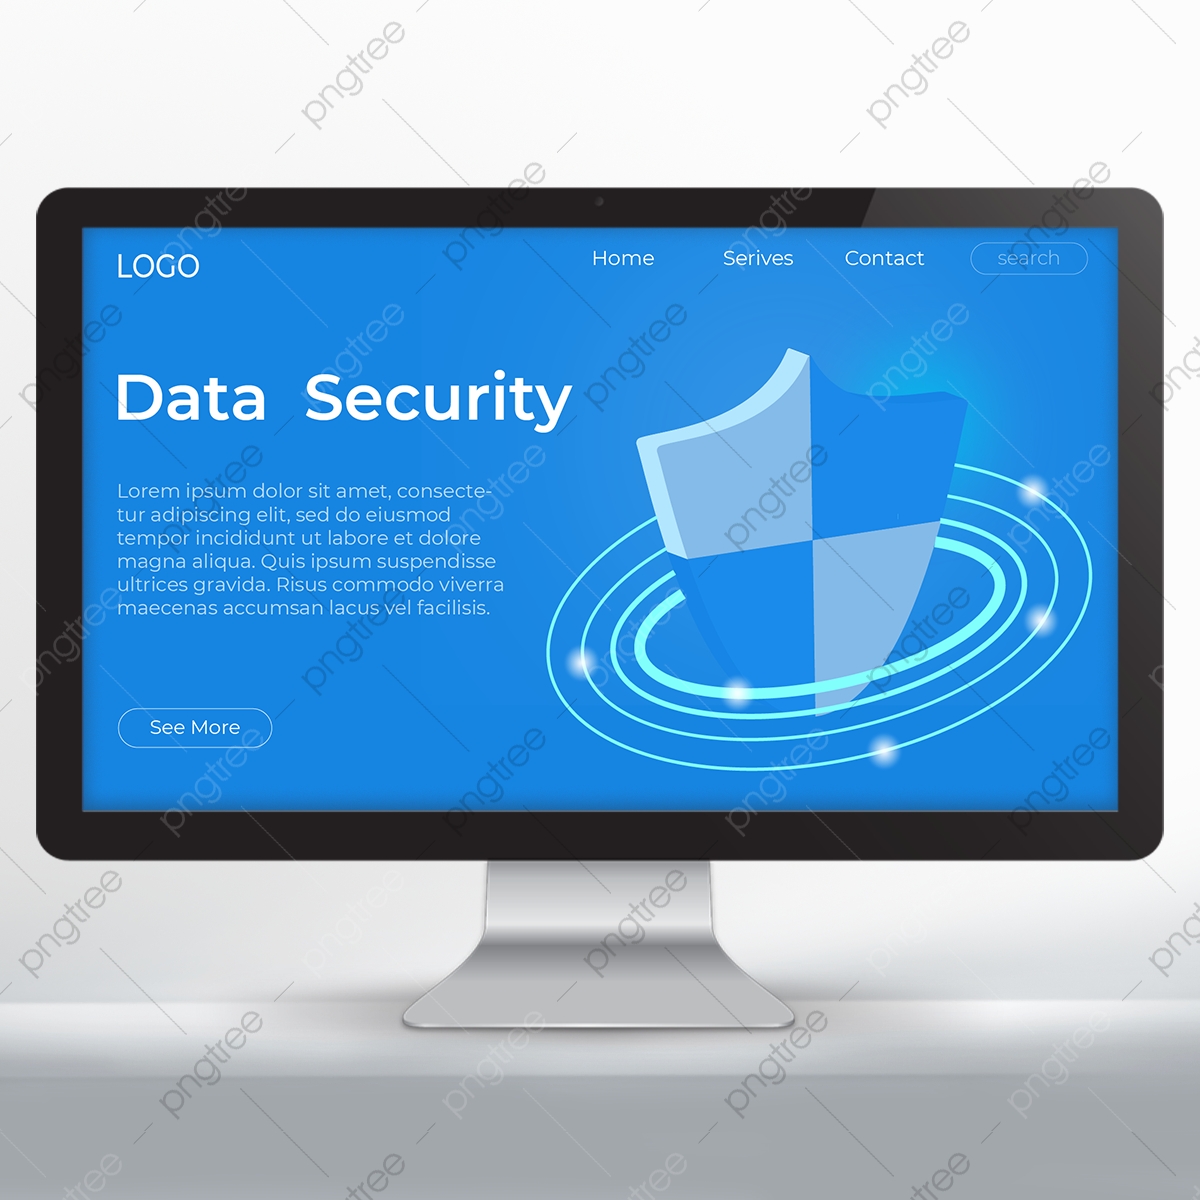 LOGO
Home Serives Contact search
Data Security
Lorem ipsum dolor sit amet, consecte-
tur adipiscing elit, sed do eiusmod
tempor incididunt ut labore et dolore
magna aliqua. Quis ipsum suspendisse
ultrices gravida. Risus commodo viverra
maecenas accumsan lacus vel facilisis.
See More
pngtree